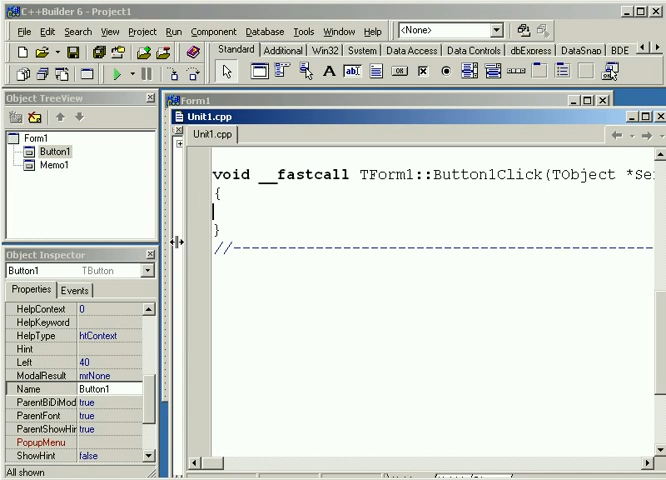 C++Builder 6 - Project1
File Edit Search View Project Run Component Database Tools Window Help <None>
Standard Additional Win32 System Data Access Data Controls dbExpress DataSnap BDE
Object TreeView
Form1
Button1
Memo1
Form1
Unit1.cpp
Unit1.cpp
void __fastcall TForm1::Button1Click(TObject *Se
{
}
//
Object Inspector
Button1 TButton
Properties Events
HelpContext 0
HelpKeyword
HelpType htContext
Hint
Left 40
ModalResult mrNone
Name Button1
ParentBiDiMod true
ParentFont true
ParentShowHir true
PopupMenu
ShowHint false
All shown